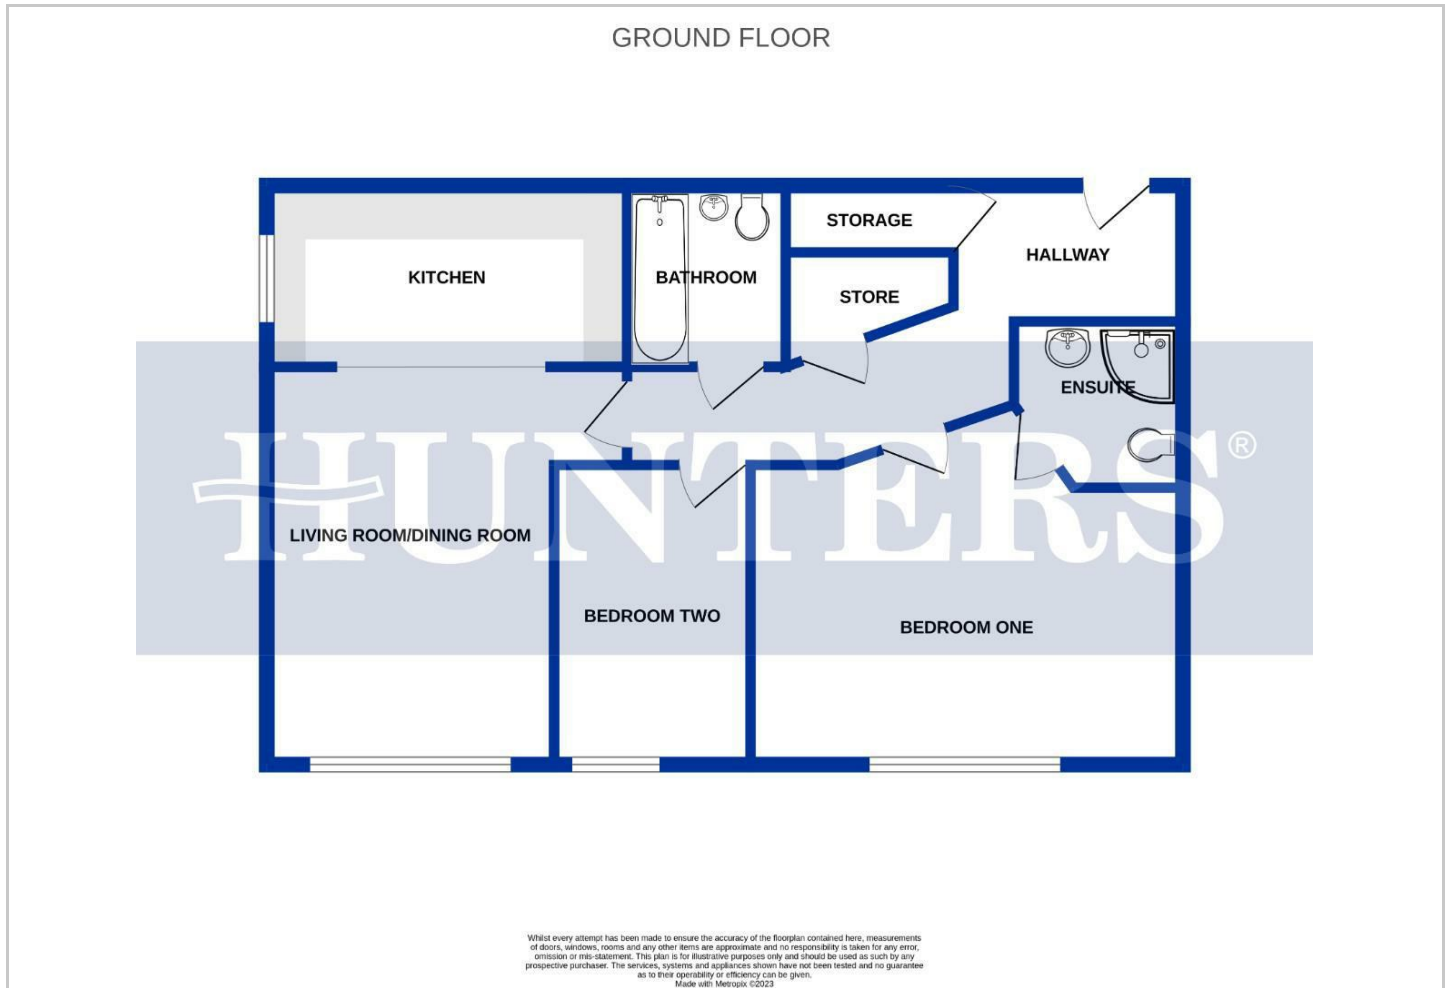 GROUND FLOOR
STORAGE
HALLWAY
KITCHEN
BATHROOM
STORE
ENSUITE
HUNTERS®
LIVING ROOM/DINING ROOM
BEDROOM TWO
BEDROOM ONE
Whilst every attempt has been made to ensure the accuracy of the floorplan contained here, measurements
of doors, windows, rooms and any other items are approximate and no responsibility is taken for any error,
omission or mis-statement. This plan is for illustrative purposes only and should be used as such by any
prospective purchaser. The services, systems and appliances shown have not been tested and no guarantee
as to their operability or efficiency can be given.
Made with Metropix ©2023